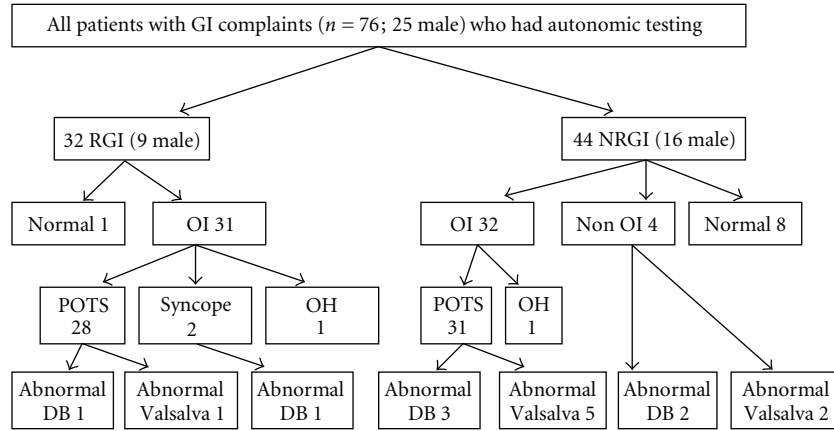 All patients with GI complaints (n = 76; 25 male) who had autonomic testing
32 RGI (9 male)
44 NRGI (16 male)
Normal 1
OI 31
OI 32
Non OI 4
Normal 8
POTS
28
Syncope
2
OH
1
POTS
31
OH
1
Abnormal
DB 1
Abnormal
Valsalva 1
Abnormal
DB 1
Abnormal
DB 3
Abnormal
Valsalva 5
Abnormal
DB 2
Abnormal
Valsalva 2